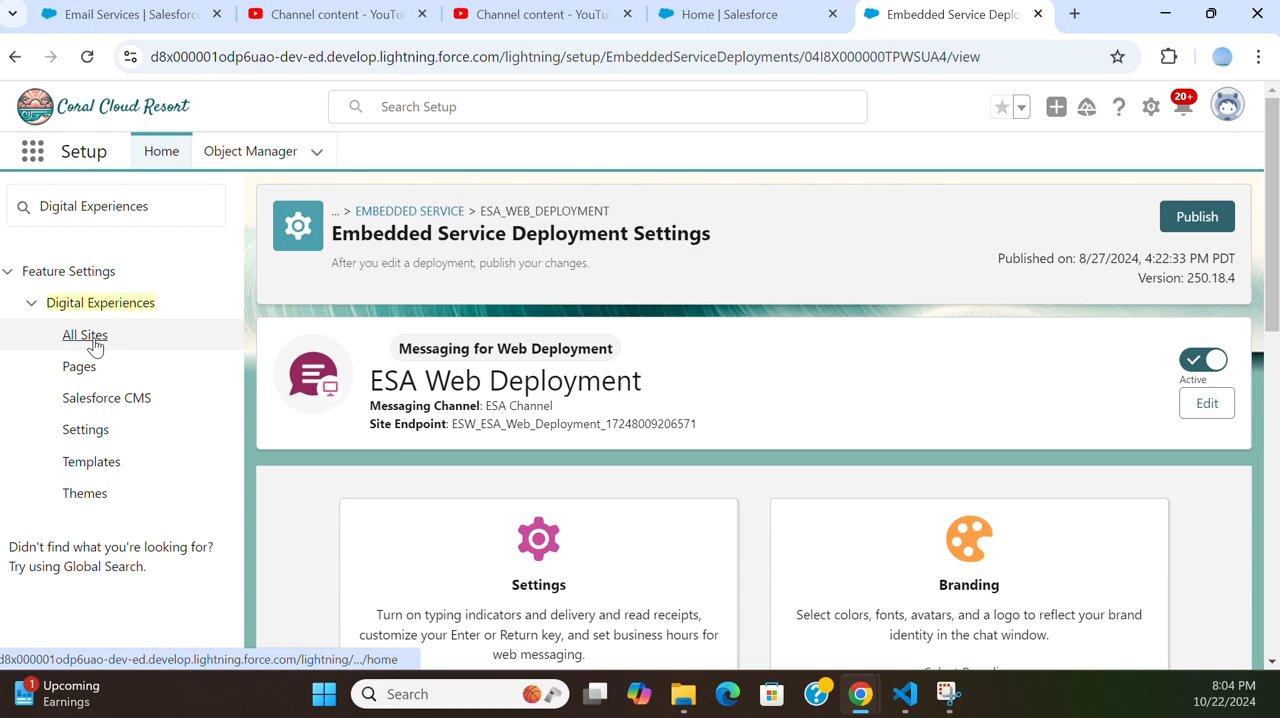 Email Services | Salesforc
Channel content - YouTu
Channel content - YouTu
Home | Salesforce
Embedded Service Deplo
d8x000001odp6uao-dev-ed.develop.lightning.force.com/lightning/setup/EmbeddedServiceDeployments/04I8X000000TPWSUA4/view
Coral Cloud Resort
Search Setup
20+
Setup
Home
Object Manager
Digital Experiences
... > EMBEDDED SERVICE > ESA_WEB_DEPLOYMENT
Embedded Service Deployment Settings
After you edit a deployment, publish your changes.
Publish
Published on: 8/27/2024, 4:22:33 PM PDT
Version: 250.18.4
Feature Settings
Digital Experiences
All Sites
Pages
Salesforce CMS
Settings
Templates
Themes
Didn't find what you're looking for?
Try using Global Search.
Messaging for Web Deployment
ESA Web Deployment
Messaging Channel: ESA Channel
Site Endpoint: ESW_ESA_Web_Deployment_17248009206571
Active
Edit
Settings
Turn on typing indicators and delivery and read receipts,
customize your Enter or Return key, and set business hours for
web messaging.
Branding
Select colors, fonts, avatars, and a logo to reflect your brand
identity in the chat window.
d8x000001odp6uao-dev-ed.develop.lightning.force.com/lightning/.../home
1
Upcoming
Earnings
Search
8:04 PM
10/22/2024